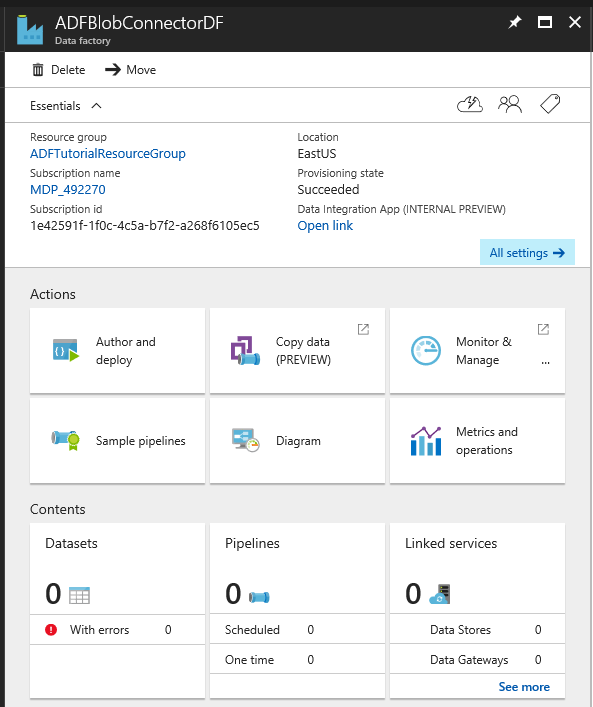 ADFBlobConnectorDF
Data factory
Delete
Move
Essentials
Resource group
ADFTutorialResourceGroup
Subscription name
MDP_492270
Subscription id
1e42591f-1f0c-4c5a-b7f2-a268f6105ec5
Location
EastUS
Provisioning state
Succeeded
Data Integration App (INTERNAL PREVIEW)
Open link
All settings
Actions
Author and
deploy
Copy data
(PREVIEW)
Monitor &
Manage
...
Sample pipelines
Diagram
Metrics and
operations
Contents
Datasets
0
With errors 0
Pipelines
0
Scheduled 0
One time 0
Linked services
0
Data Stores 0
Data Gateways 0
See more